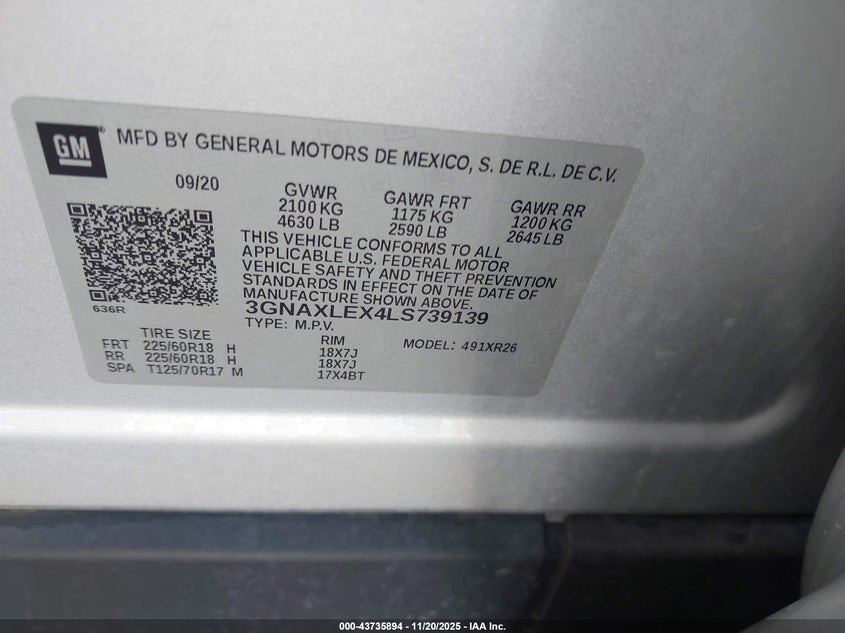 GM
MFD BY GENERAL MOTORS DE MEXICO, S. DE R.L. DE C.V.
09/20
GVWR
2100 KG
4630 LB
GAWR FRT
1175 KG
2590 LB
GAWR RR
1200 KG
2645 LB
THIS VEHICLE CONFORMS TO ALL
APPLICABLE U.S. FEDERAL MOTOR
VEHICLE SAFETY AND THEFT PREVENTION
STANDARDS IN EFFECT ON THE DATE OF
MANUFACTURE SHOWN ABOVE.
3GNAXLEX4LS739139
TYPE: M.P.V.
MODEL: 491XR26
636R
TIRE SIZE RIM
FRT 225/60R18 H 18X7J
RR 225/60R18 H 18X7J
SPA T125/70R17 M 17X4BT
000-43735894 — 11/20/2025 — IAA Inc.